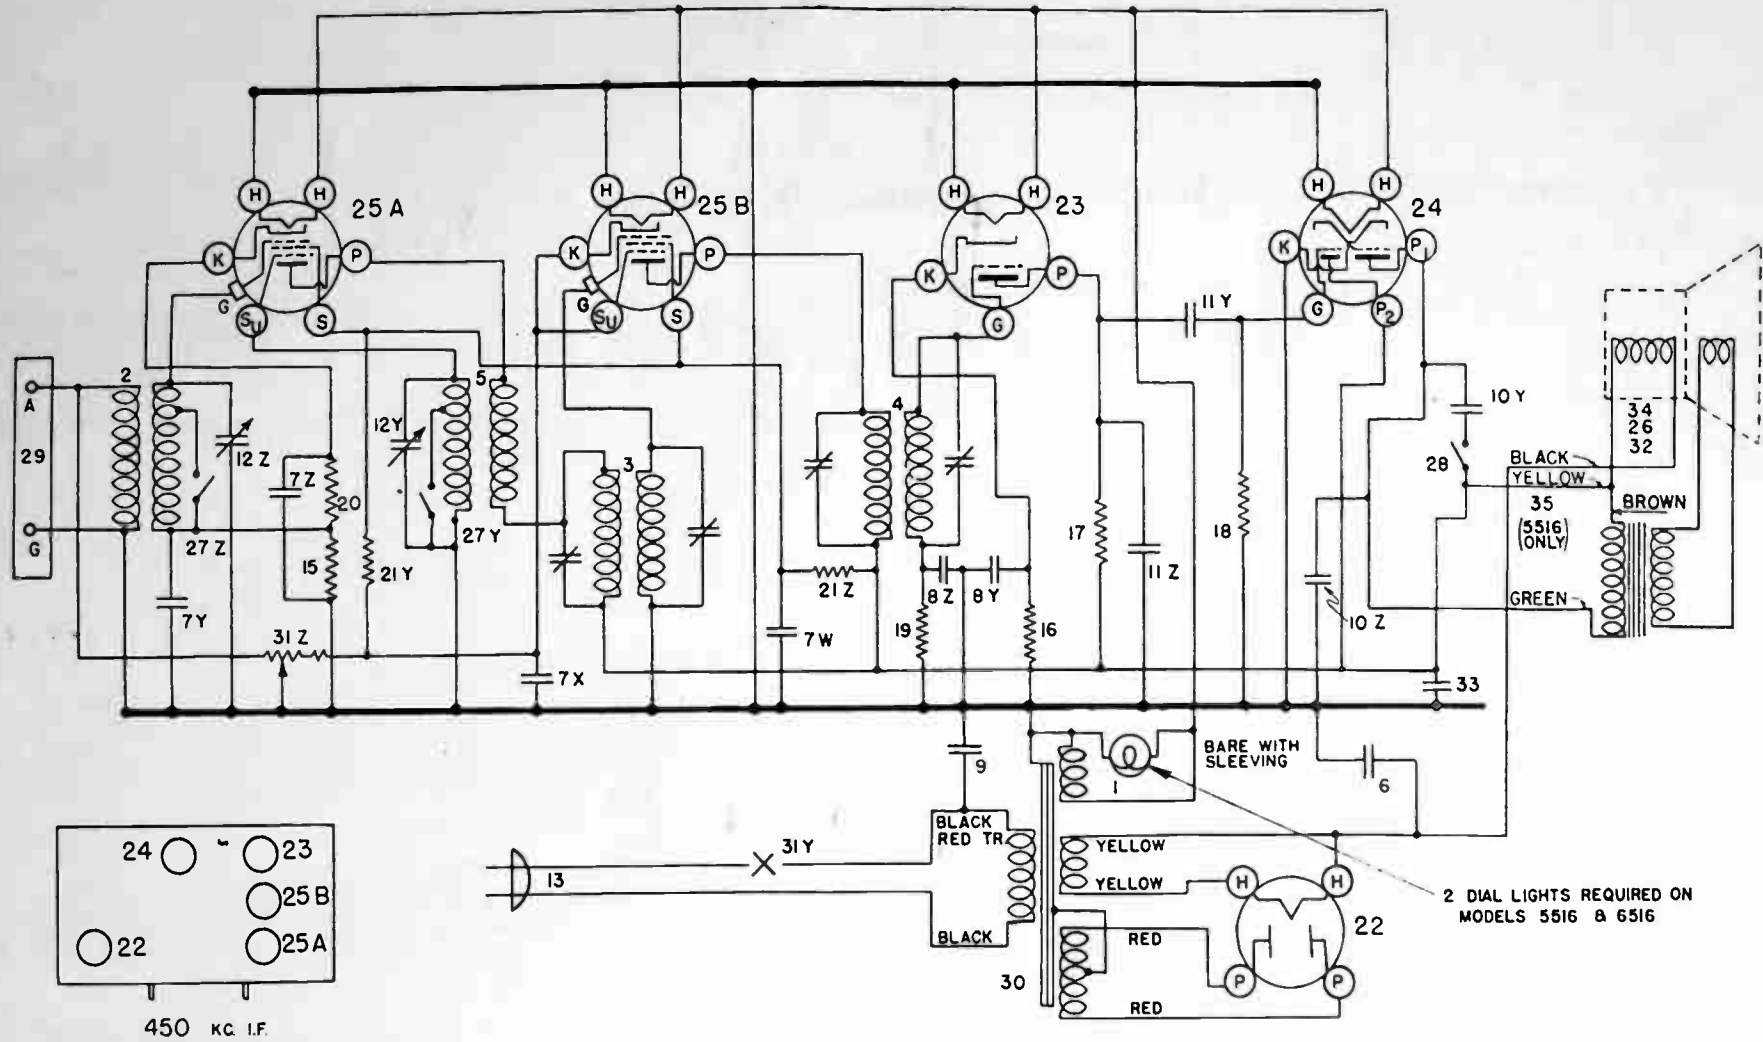 H H H H H H H H
25 A 25 B 23 24
K P K P K P K P1
G SU S G SU S G G P2
11 Y
A 29 G
2 27 Z 12 Z 7 Z 20 15 21 Y
12 Y 5 27 Y
3
4
7 Y
31 Z
7 X
21 Z
7 W
8 Z 8 Y
19
16
17
11 Z
18
10 Y
28
10 Z
33
34
26
32
BLACK
YELLOW
35
(5516
ONLY)
BROWN
GREEN
9
1
BARE WITH
SLEEVING
6
BLACK
RED TR.
31 Y
13
BLACK
YELLOW
YELLOW
H H
22
RED
P P
30
RED
2 DIAL LIGHTS REQUIRED ON
MODELS 5516 & 6516
24 23
25 B
22 25 A
450 KC. I.F.